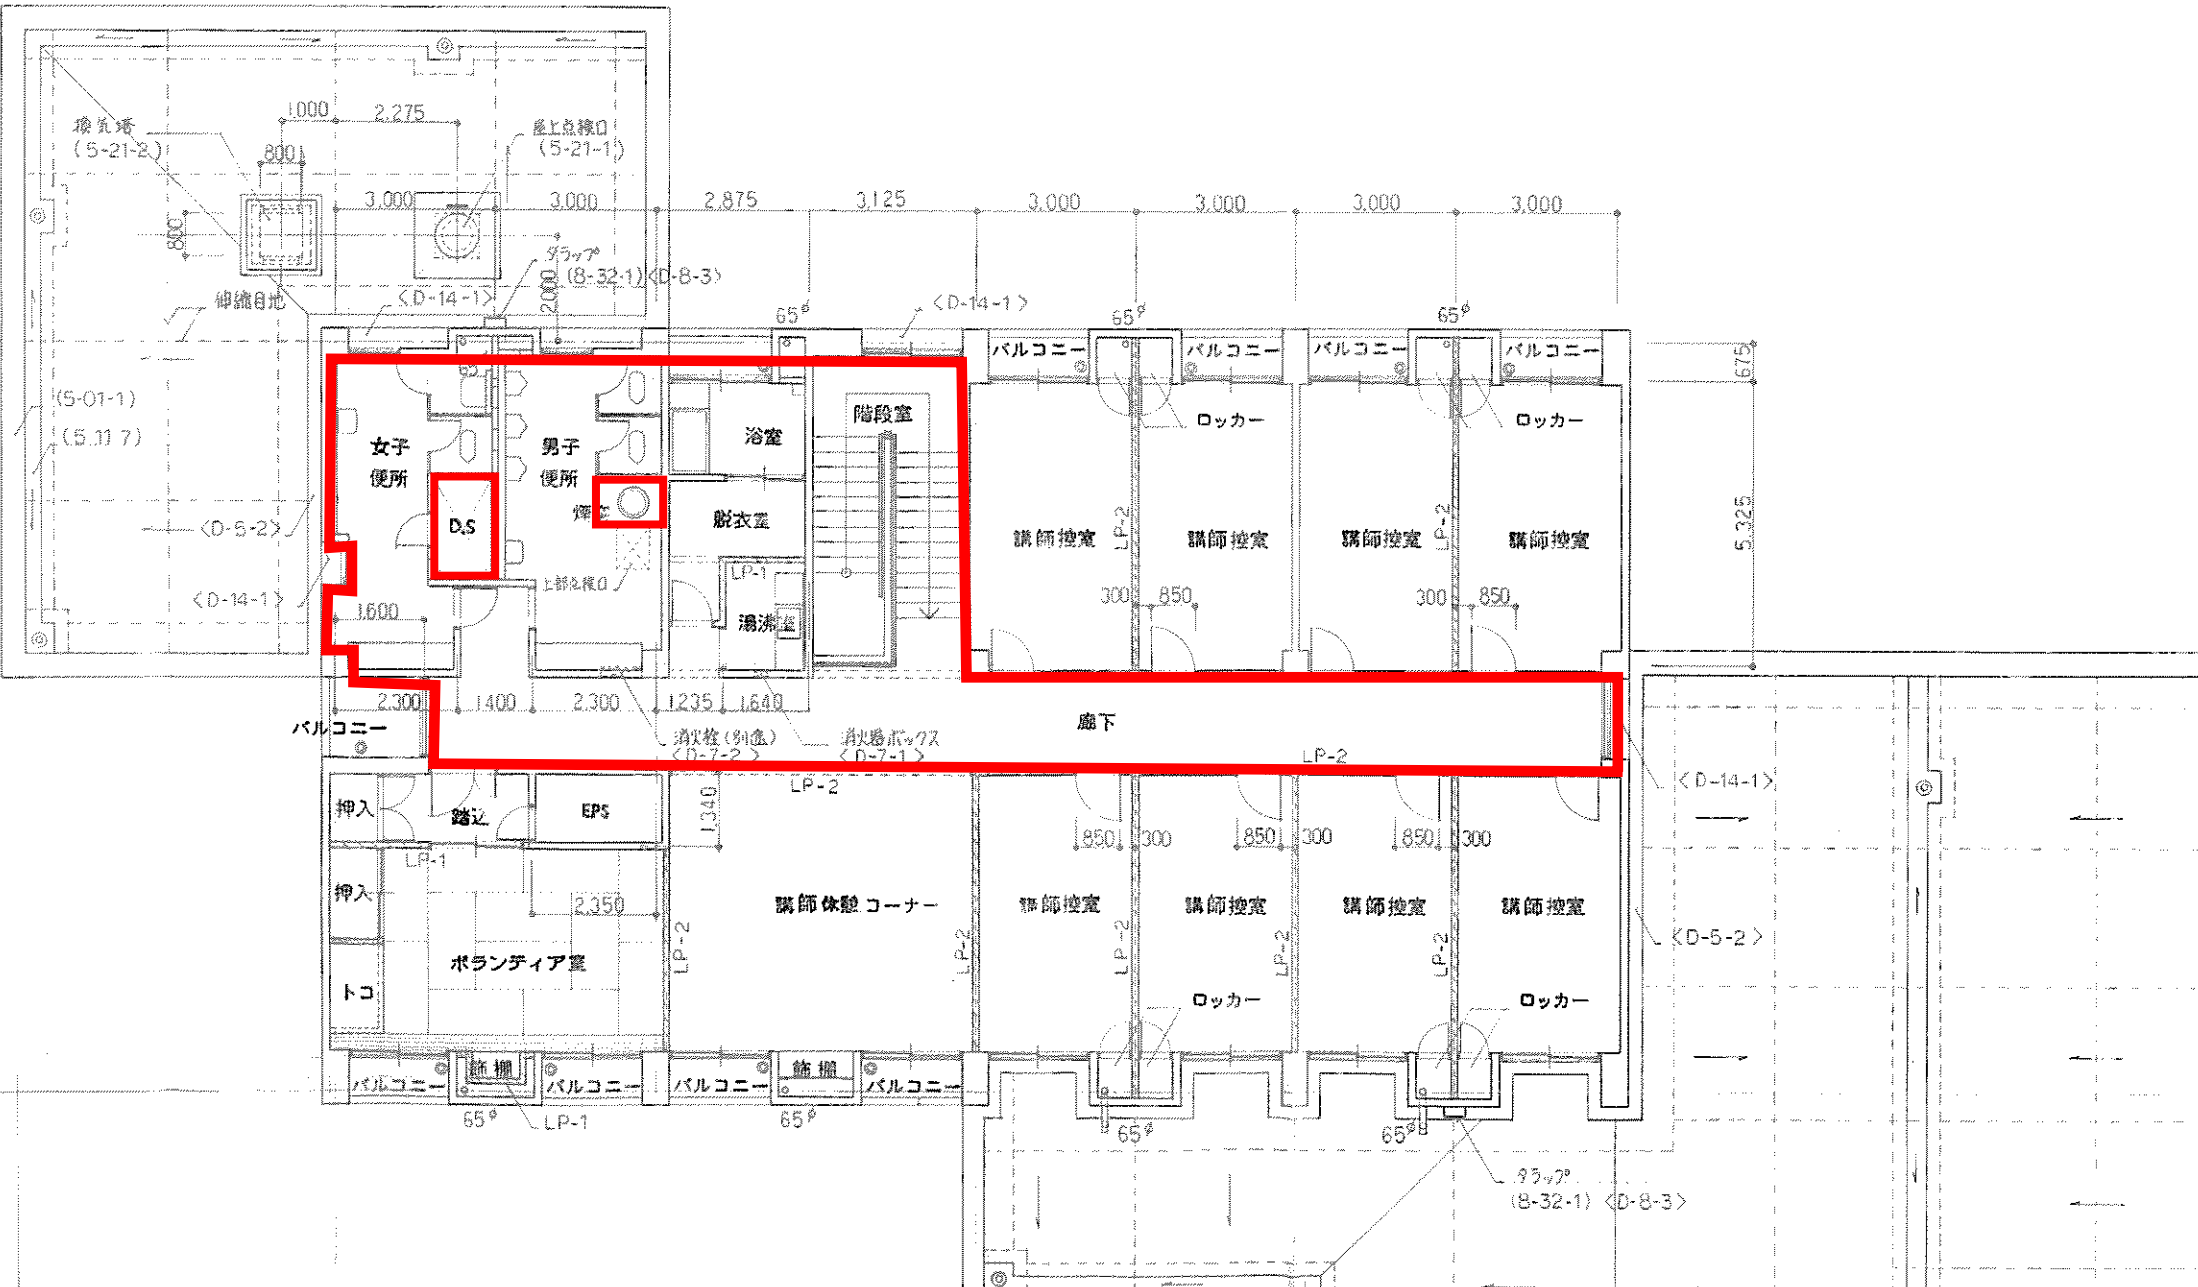 1,000
2,275
換気塔
(5-21-2)
屋上点検口
(5-21-1)
800
800
3,000
3,000
2,875
3,125
3,000
3,000
3,000
3,000
タラップ
(8-32-1)<D-8-3>
2,000
伸縮目地
<D-14-1>
<D-14-1>
65φ
65φ
65φ
バルコニー
バルコニー
バルコニー
バルコニー
675
(5-01-1)
(5.11 7)
65
階段室
ロッカー
ロッカー
女子
便所
男子
便所
浴室
D.S
脱衣室
<D-5-2>
講師控室
LP-2
講師控室
講師控室
LP-2
講師控室
5,325
上部点検口
LP-1
<D-14-1>
1,600
湯沸室
300
850
300
850
2,300
1,400
2,300
1,235
1,640
バルコニー
消火栓(別途)
<D-7-2>
消火器ボックス
<D-7-1>
廊下
LP-2
<D-14-1>
押入
踏込
EPS
1,340
LP-2
850
300
850
300
850
300
LP-1
押入
2,350
講師休憩コーナー
講師控室
講師控室
講師控室
講師控室
LP-2
LP-2
LP-2
LP-2
LP-2
<D-5-2>
ボランティア室
トコ
ロッカー
ロッカー
飾棚
飾棚
バルコニー
バルコニー
バルコニー
バルコニー
65φ
LP-1
65φ
65φ
65φ
タラップ
(8-32-1) <D-8-3>